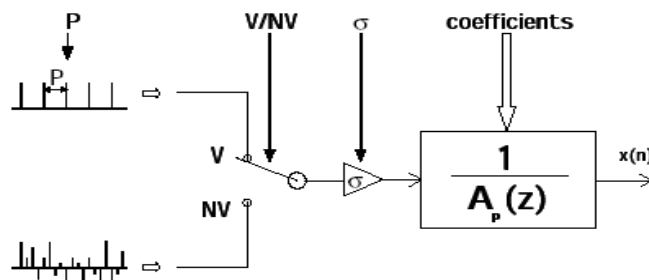 P V/NV σ coefficients
P
V
NV
σ
1
A_p(z)
x(n)